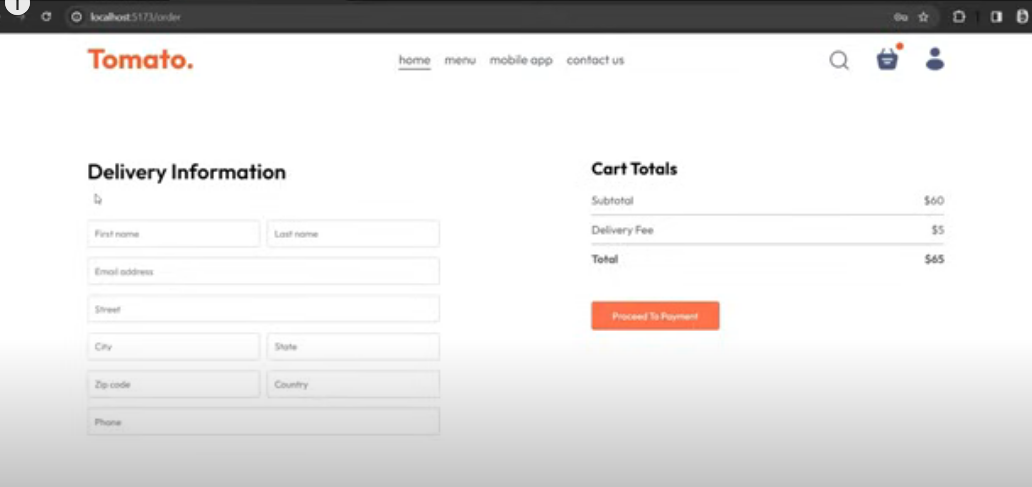 localhost:5173/order
Tomato.
home menu mobile app contact us
Delivery Information
First name Last name
Email address
Street
City State
Zip code Country
Phone
Cart Totals
Subtotal $60
Delivery Fee $5
Total $65
Proceed To Payment